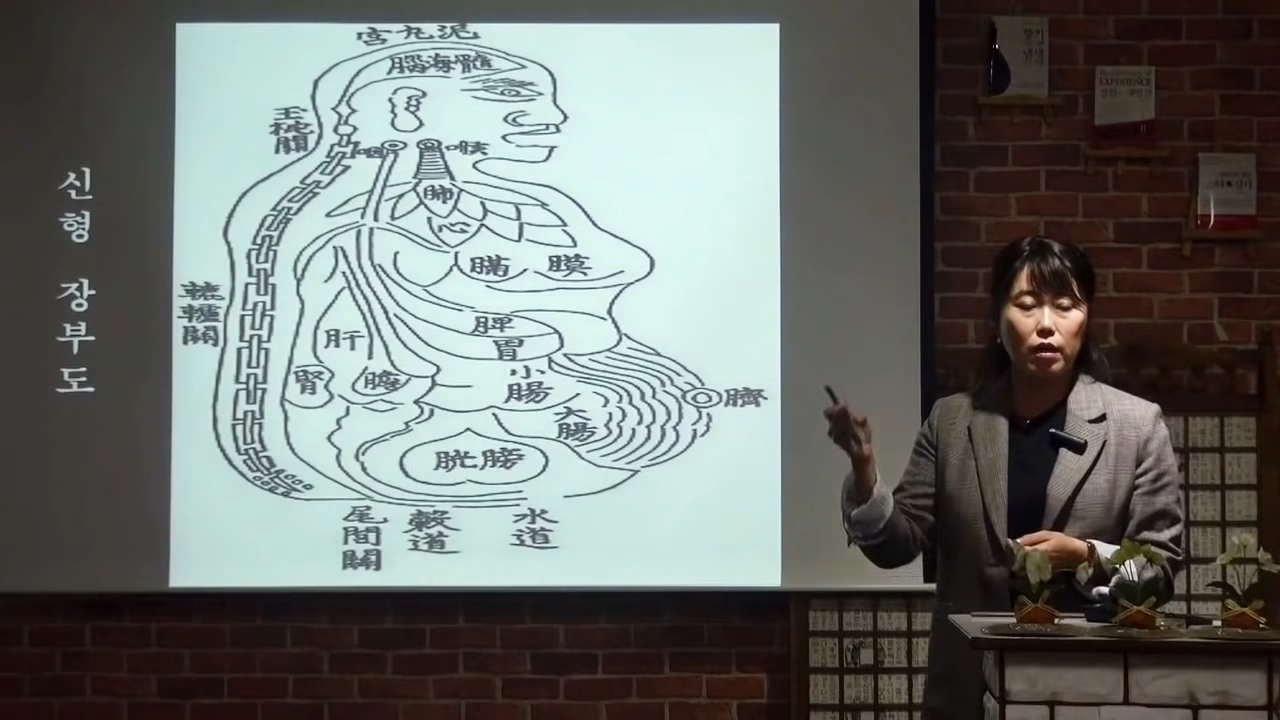 신형 장부도
宮九泥
腦海髓
玉枕關
咽
喉
肺
心
膈膜
轆轤關
肝
脾
胃
腎
膽
小腸
大腸
臍
胱膀
尾閭關
穀道
水道
EXPERIENCE